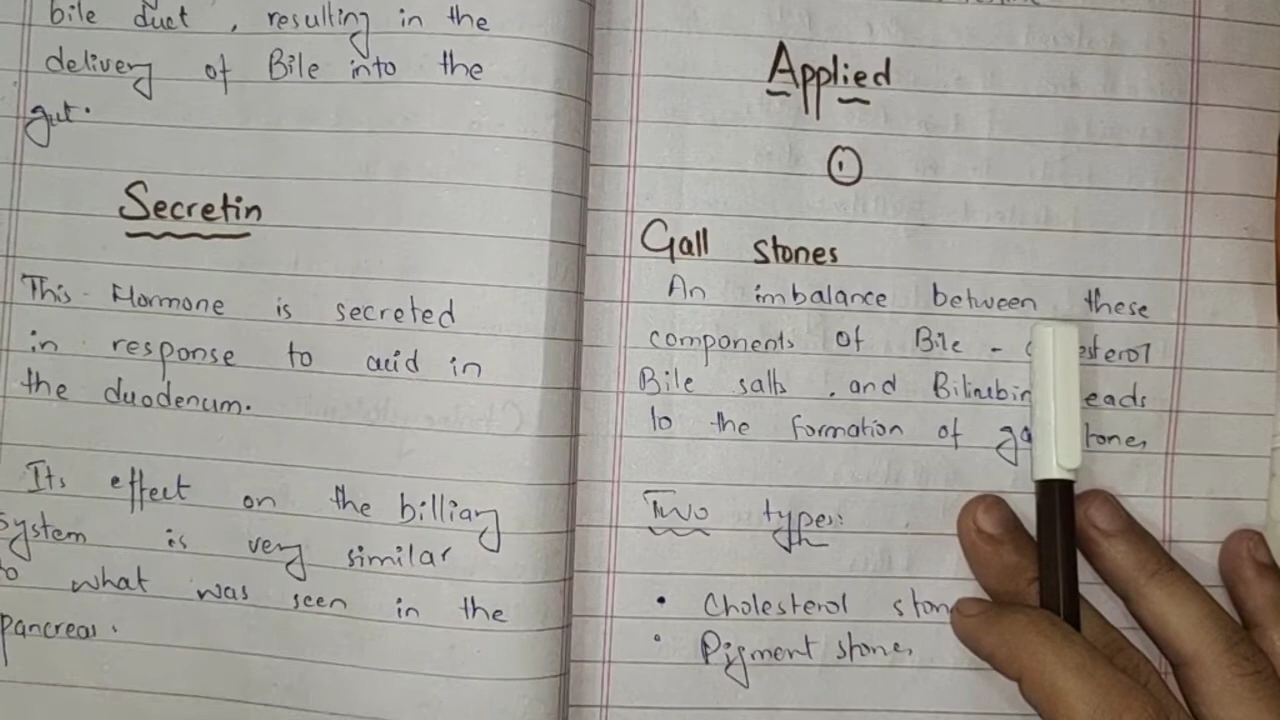 bile duct , resulting in the
delivery of Bile into the
gut.
Secretin
This Hormone is secreted
in response to acid in
the duodenum.
Its effect on the billiary
system is very similar
to what was seen in the
pancreas.
Applied
1
Gall stones
An imbalance between these
components of Bile -
Bile salts , and Bilirubin
to the formation of
Two types:
• Cholesterol
• Pigment stones